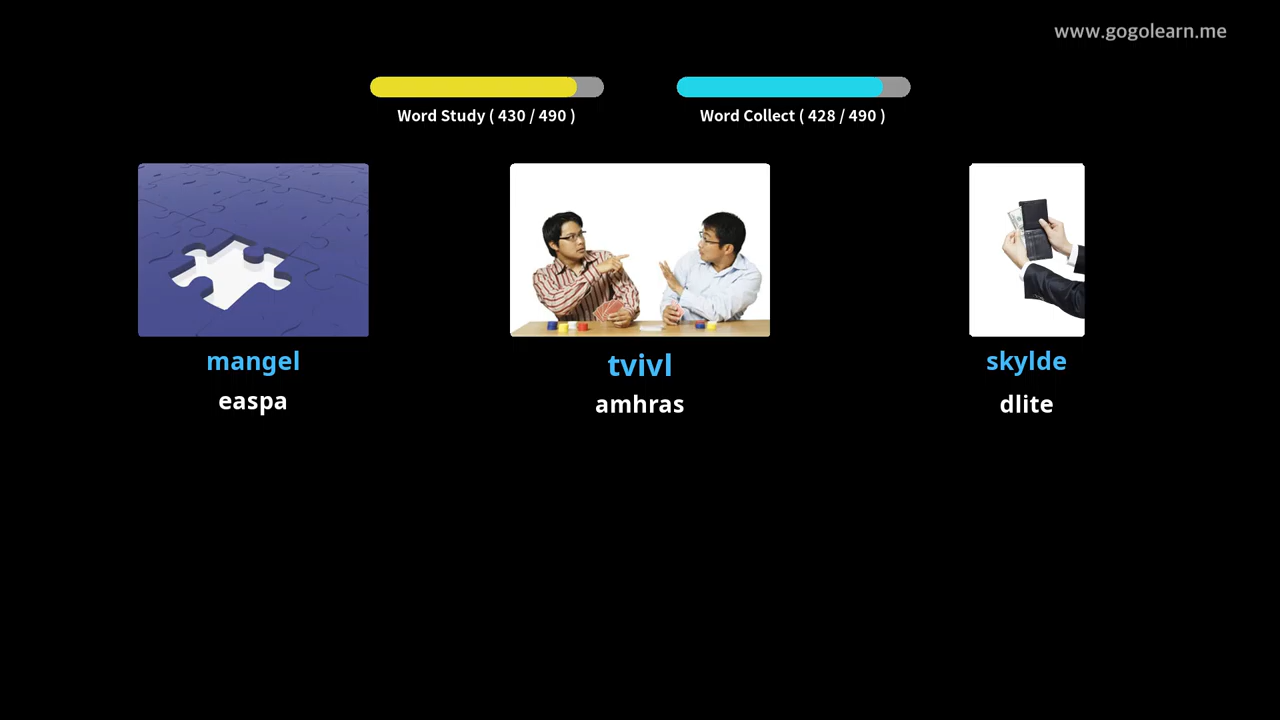 www.gogolearn.me
Word Study ( 430 / 490 )
Word Collect ( 428 / 490 )
mangel
tvivl
skylde
easpa
amhras
dlite